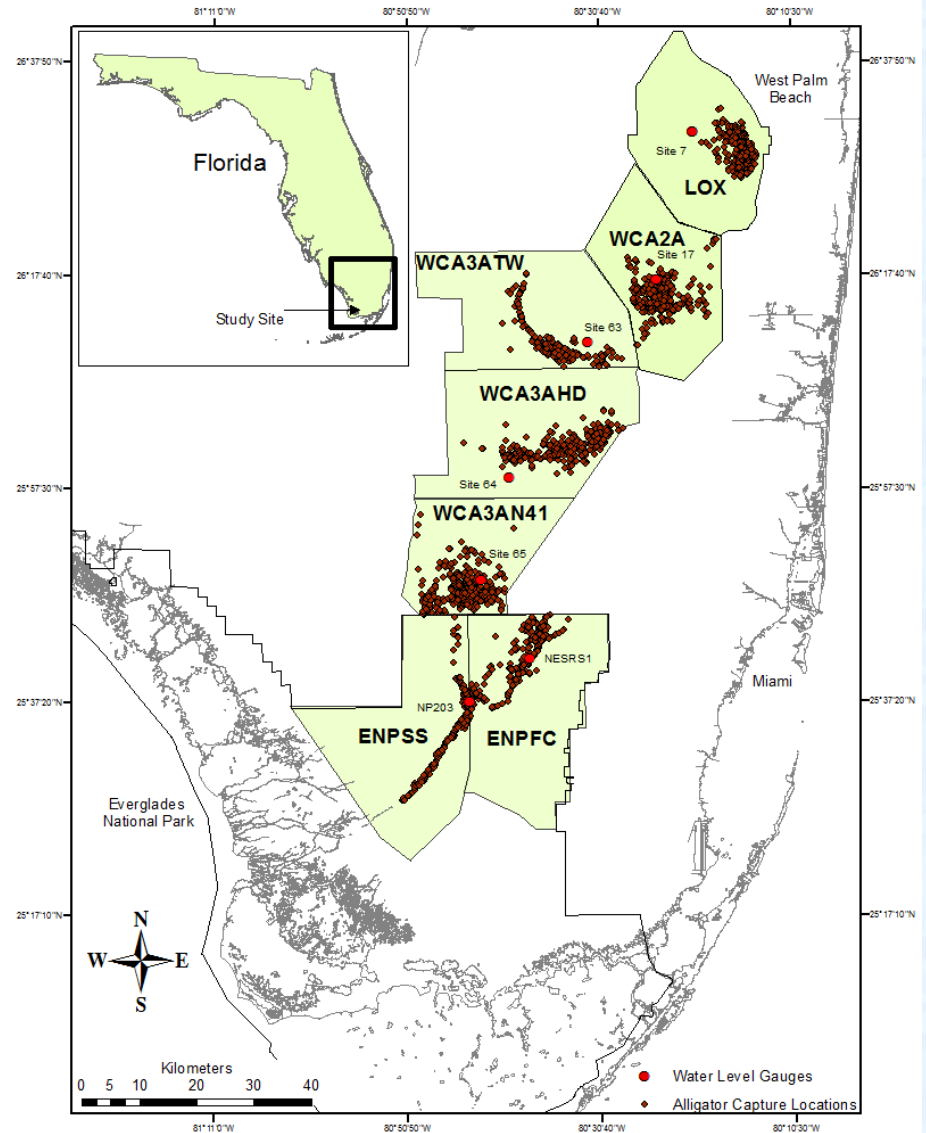 81°11'0"W
80°50'50"W
80°30'40"W
80°10'30"W
26°37'50"N
26°37'50"N
West Palm
Beach
Florida
Site 7
LOX
WCA2A
Site 17
WCA3ATW
26°17'40"N
26°17'40"N
Study Site
Site 63
WCA3AHD
Site 64
25°57'30"N
25°57'30"N
WCA3AN41
Site 65
NESRS1
Miami
NP203
25°37'20"N
25°37'20"N
ENPSS
ENPFC
Everglades
National Park
25°17'10"N
25°17'10"N
N
W
E
S
Kilometers
0 5 10 20 30 40
Water Level Gauges
Alligator Capture Locations
81°11'0"W
80°50'50"W
80°30'40"W
80°10'30"W